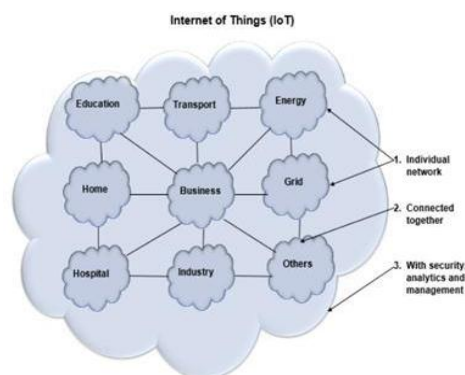 Internet of Things (IoT)
Education
Transport
Energy
Home
Business
Grid
Hospital
Industry
Others
1. Individual
network
2. Connected
together
3. With security,
analytics and
management